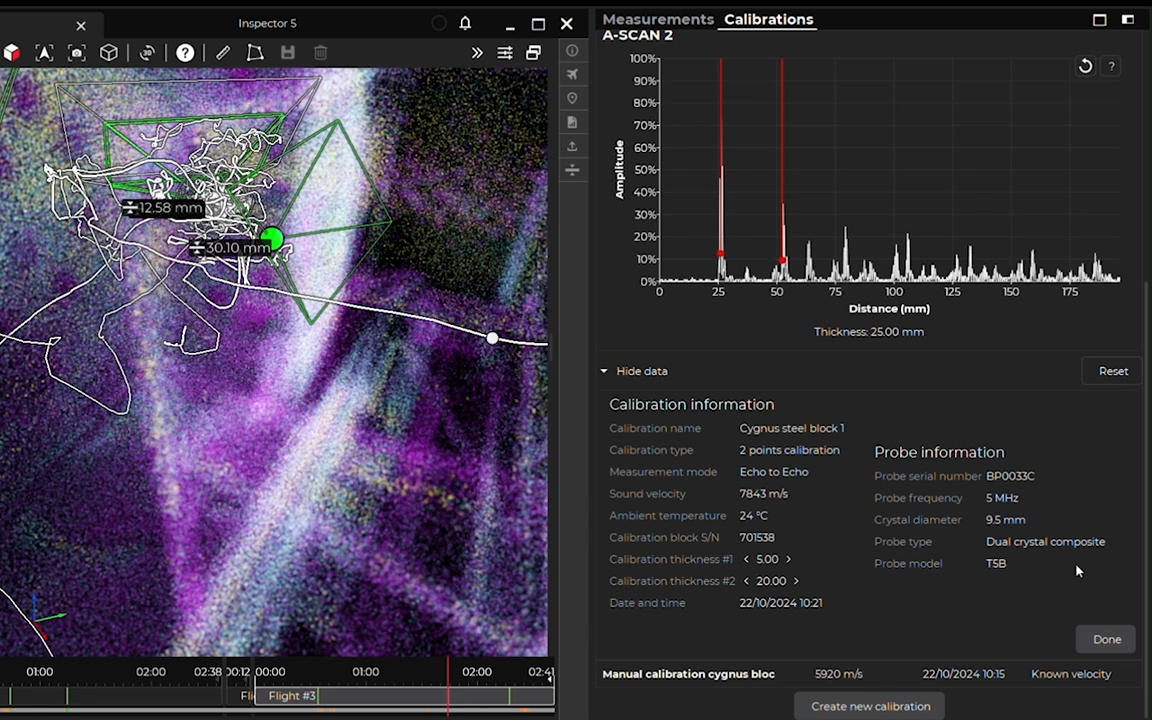 Inspector 5
12.58 mm
30.10 mm
01:00
02:00
02:38
00:12
00:00
01:00
02:00
02:41
Flight #3
Measurements
Calibrations
A-SCAN 2
100%
90%
80%
70%
60%
50%
40%
30%
20%
10%
0%
Amplitude
0
25
50
75
100
125
150
175
Distance (mm)
Thickness: 25.00 mm
?
Hide data
Reset
Calibration information
Calibration name Cygnus steel block 1
Calibration type 2 points calibration
Measurement mode Echo to Echo
Sound velocity 7843 m/s
Ambient temperature 24 °C
Calibration block S/N 701538
Calibration thickness #1 < 5.00 >
Calibration thickness #2 < 20.00 >
Date and time 22/10/2024 10:21
Probe information
Probe serial number BP0033C
Probe frequency 5 MHz
Crystal diameter 9.5 mm
Probe type Dual crystal composite
Probe model T5B
Done
Manual calibration cygnus bloc 5920 m/s 22/10/2024 10:15 Known velocity
Create new calibration